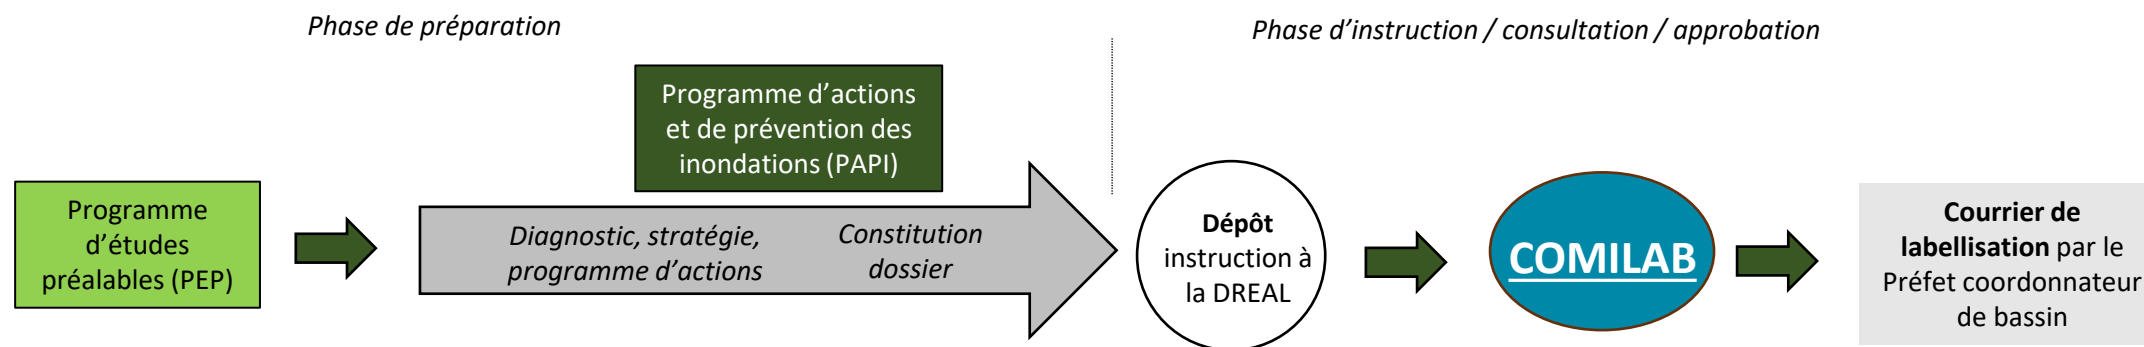 Phase de préparation
Phase d’instruction / consultation / approbation
Programme d’actions
et de prévention des
inondations (PAPI)
Programme
d’études
préalables (PEP)
Diagnostic, stratégie,
programme d’actions
Constitution
dossier
Dépôt
instruction à
la DREAL
COMILAB
Courrier de
labellisation par le
Préfet coordonnateur
de bassin